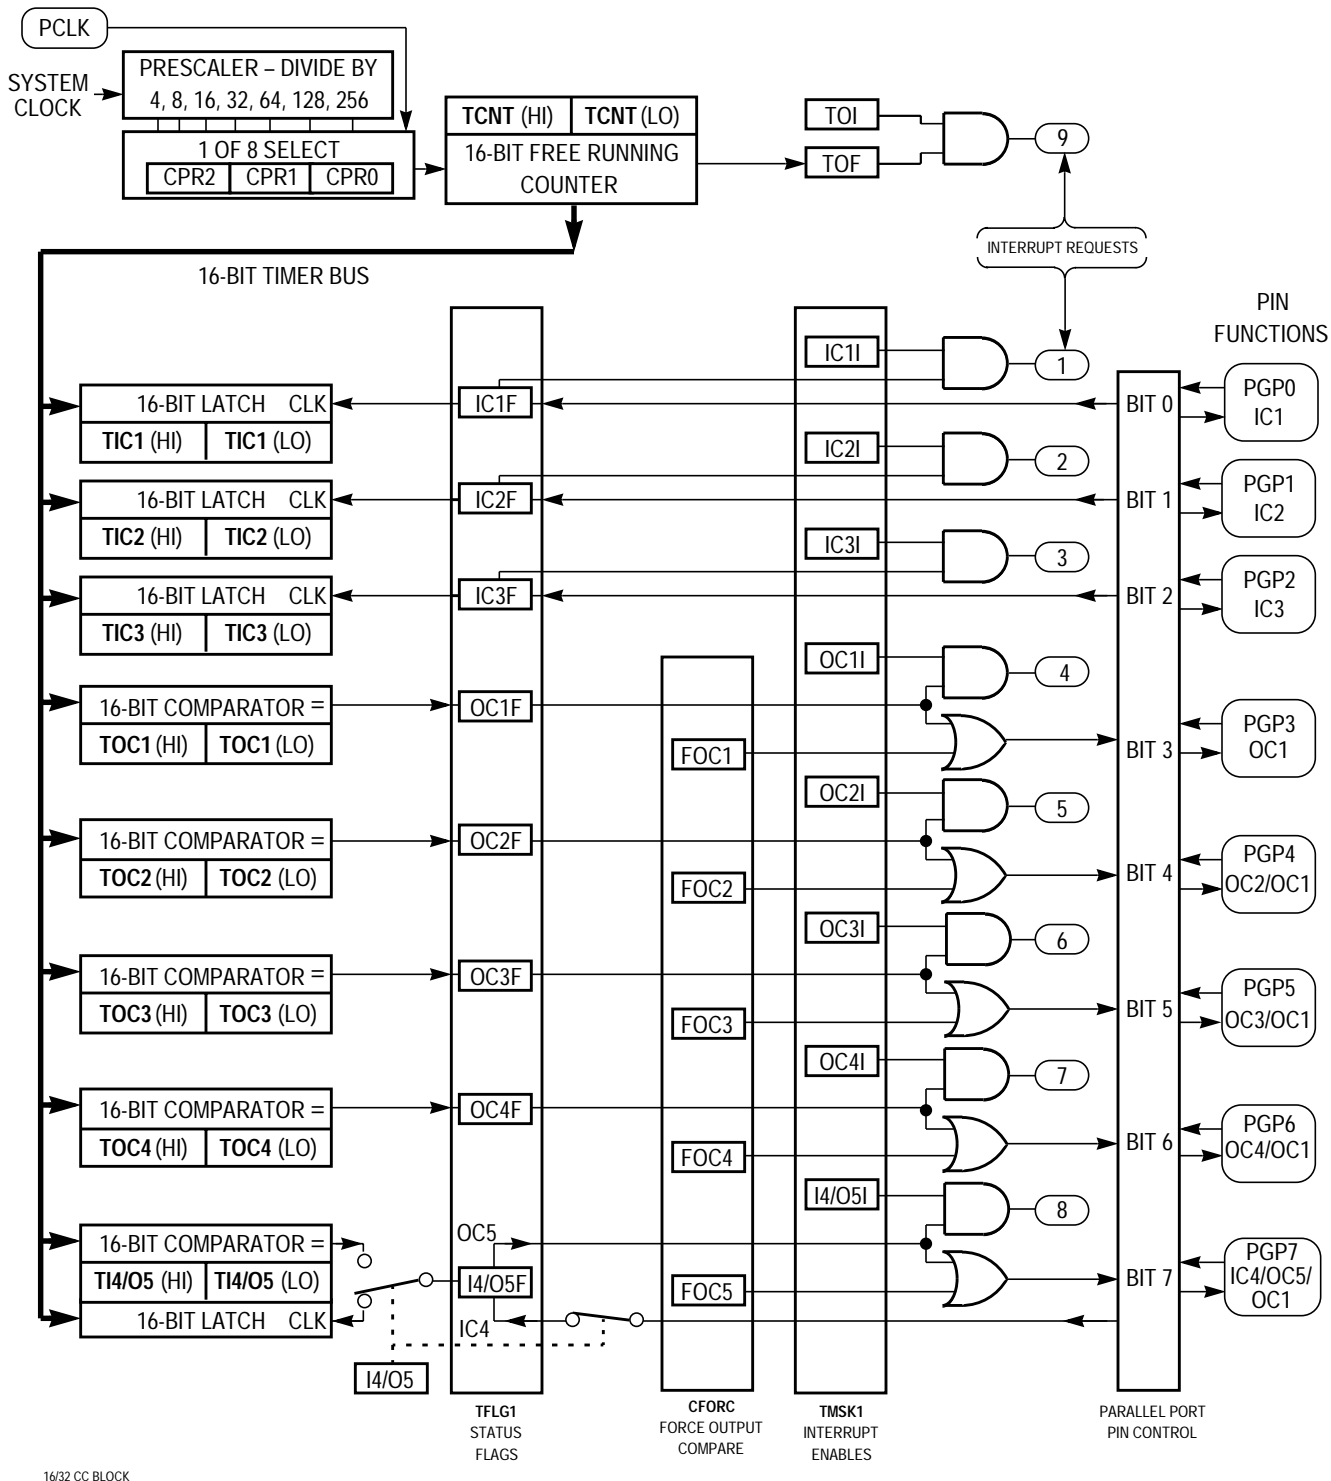 PCLK
SYSTEM
CLOCK
PRESCALER – DIVIDE BY
4, 8, 16, 32, 64, 128, 256
1 OF 8 SELECT
CPR2 CPR1 CPR0
TCNT (HI) TCNT (LO)
16-BIT FREE RUNNING
COUNTER
TOI
TOF
9
INTERRUPT REQUESTS
16-BIT TIMER BUS
PIN
FUNCTIONS
IC1I
1
16-BIT LATCH CLK
TIC1 (HI) TIC1 (LO)
IC1F
BIT 0
PGP0
IC1
IC2I
2
16-BIT LATCH CLK
TIC2 (HI) TIC2 (LO)
IC2F
BIT 1
PGP1
IC2
IC3I
3
16-BIT LATCH CLK
TIC3 (HI) TIC3 (LO)
IC3F
BIT 2
PGP2
IC3
OC1I
4
16-BIT COMPARATOR =
TOC1 (HI) TOC1 (LO)
OC1F
FOC1
BIT 3
PGP3
OC1
OC2I
5
16-BIT COMPARATOR =
TOC2 (HI) TOC2 (LO)
OC2F
FOC2
BIT 4
PGP4
OC2/OC1
OC3I
6
16-BIT COMPARATOR =
TOC3 (HI) TOC3 (LO)
OC3F
FOC3
BIT 5
PGP5
OC3/OC1
OC4I
7
16-BIT COMPARATOR =
TOC4 (HI) TOC4 (LO)
OC4F
FOC4
BIT 6
PGP6
OC4/OC1
I4/O5I
8
16-BIT COMPARATOR =
TI4/O5 (HI) TI4/O5 (LO)
16-BIT LATCH CLK
OC5
I4/O5F
IC4
FOC5
BIT 7
PGP7
IC4/OC5/
OC1
I4/O5
TFLG1
STATUS
FLAGS
CFORC
FORCE OUTPUT
COMPARE
TMSK1
INTERRUPT
ENABLES
PARALLEL PORT
PIN CONTROL
16/32 CC BLOCK